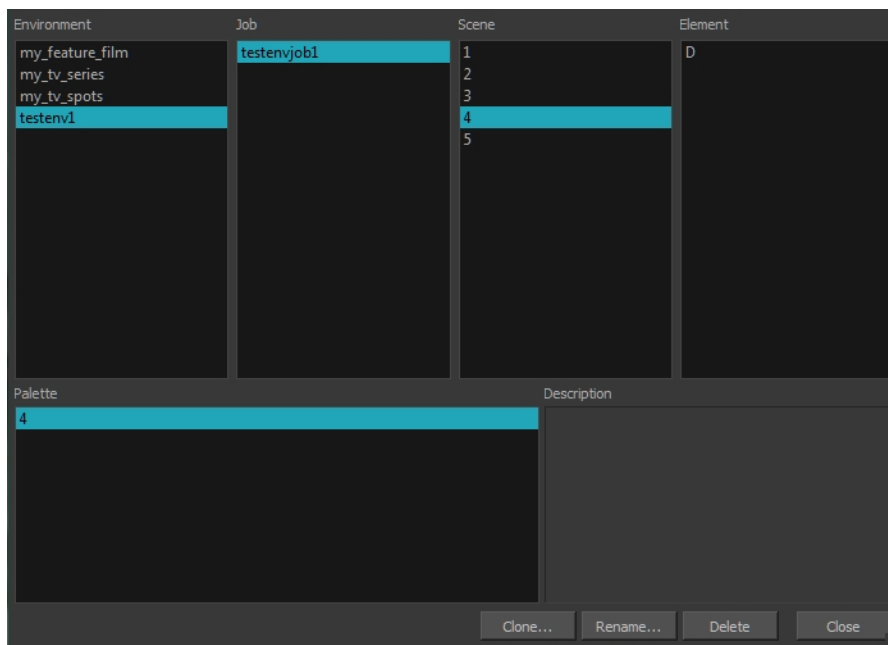 Environment Job Scene Element
my_feature_film testenvjob1 1 D
my_tv_series 2
my_tv_spots 3
testenv1 4
5
Palette Description
4
Clone... Rename... Delete Close